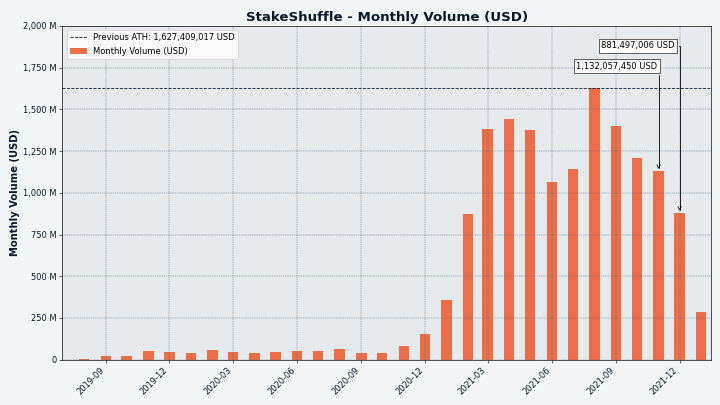 StakeShuffle - Monthly Volume (USD)
Previous ATH: 1,627,409,017 USD
Monthly Volume (USD)
881,497,006 USD
1,132,057,450 USD
Monthly Volume (USD)
2,000 M
1,750 M
1,500 M
1,250 M
1,000 M
750 M
500 M
250 M
0
2019-09
2019-12
2020-03
2020-06
2020-09
2020-12
2021-03
2021-06
2021-09
2021-12